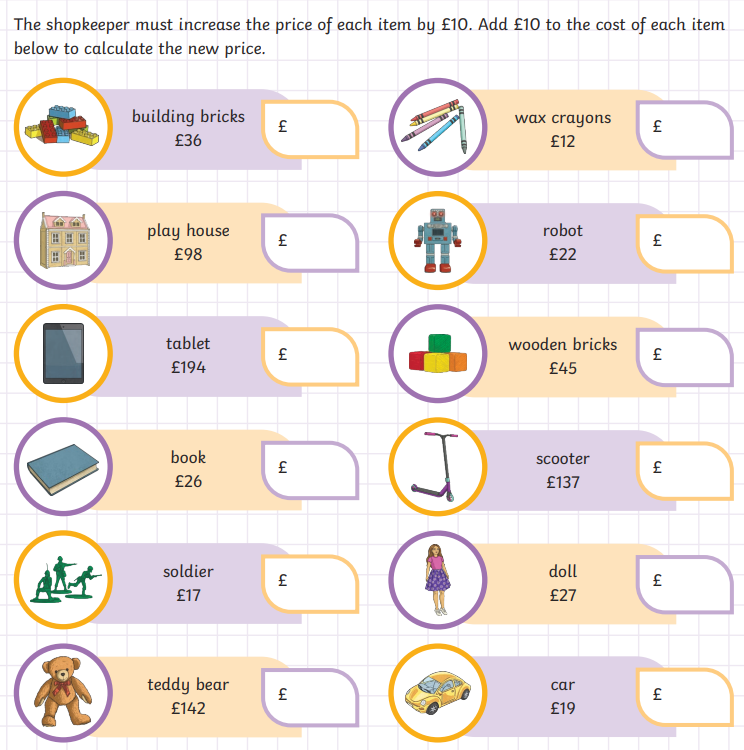 The shopkeeper must increase the price of each item by £10. Add £10 to the cost of each item
below to calculate the new price.
building bricks
£36
£
wax crayons
£12
£
play house
£98
£
robot
£22
£
tablet
£194
£
wooden bricks
£45
£
book
£26
£
scooter
£137
£
soldier
£17
£
doll
£27
£
teddy bear
£142
£
car
£19
£